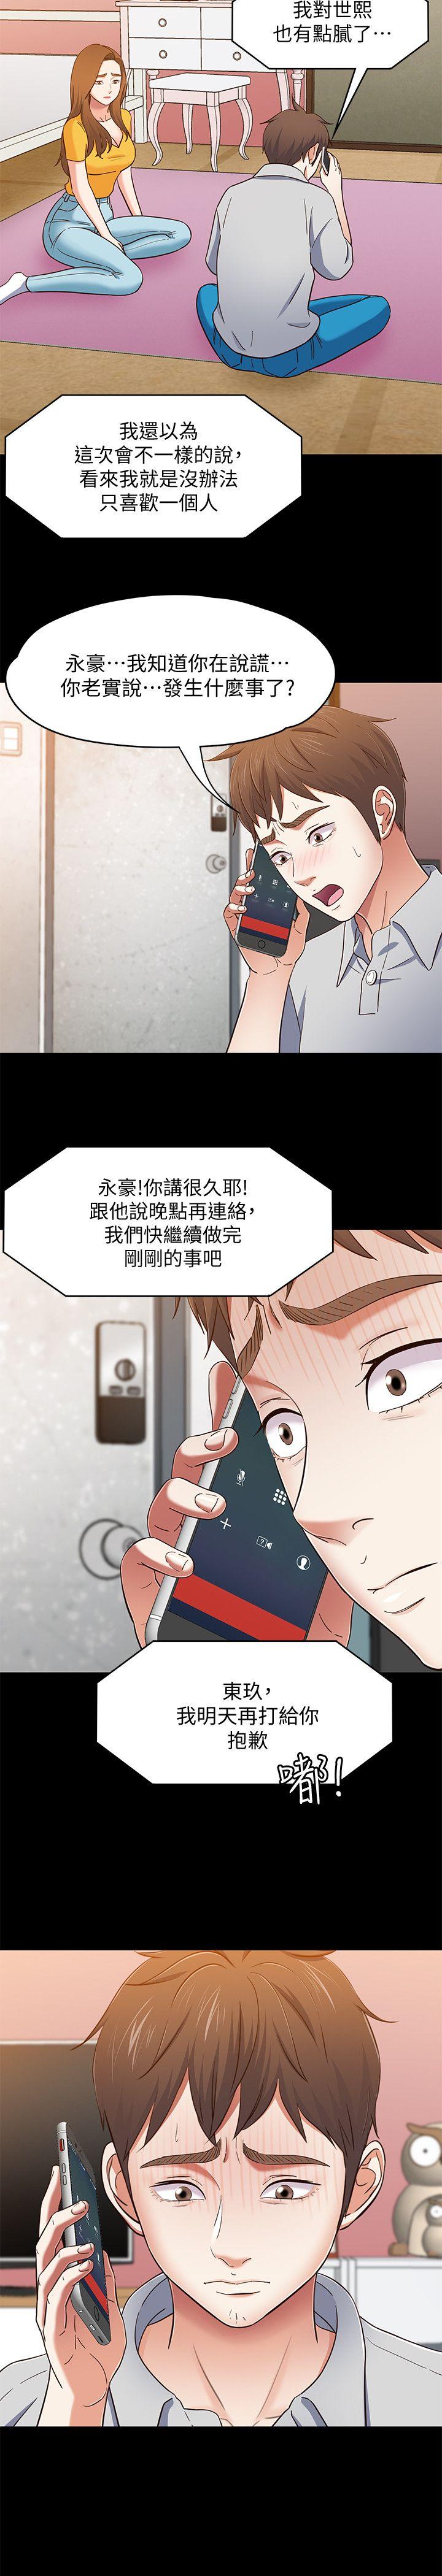 我對世熙
也有點膩了…
我還以為
這次會不一樣的說，
看來我就是沒辦法
只喜歡一個人
永豪…我知道你在說謊…
你老實說…發生什麼事了?
永豪!你講很久耶!
跟他說晚點再連絡，
我們快繼續做完
剛剛的事吧
東玖，
我明天再打給你
抱歉
嘟!